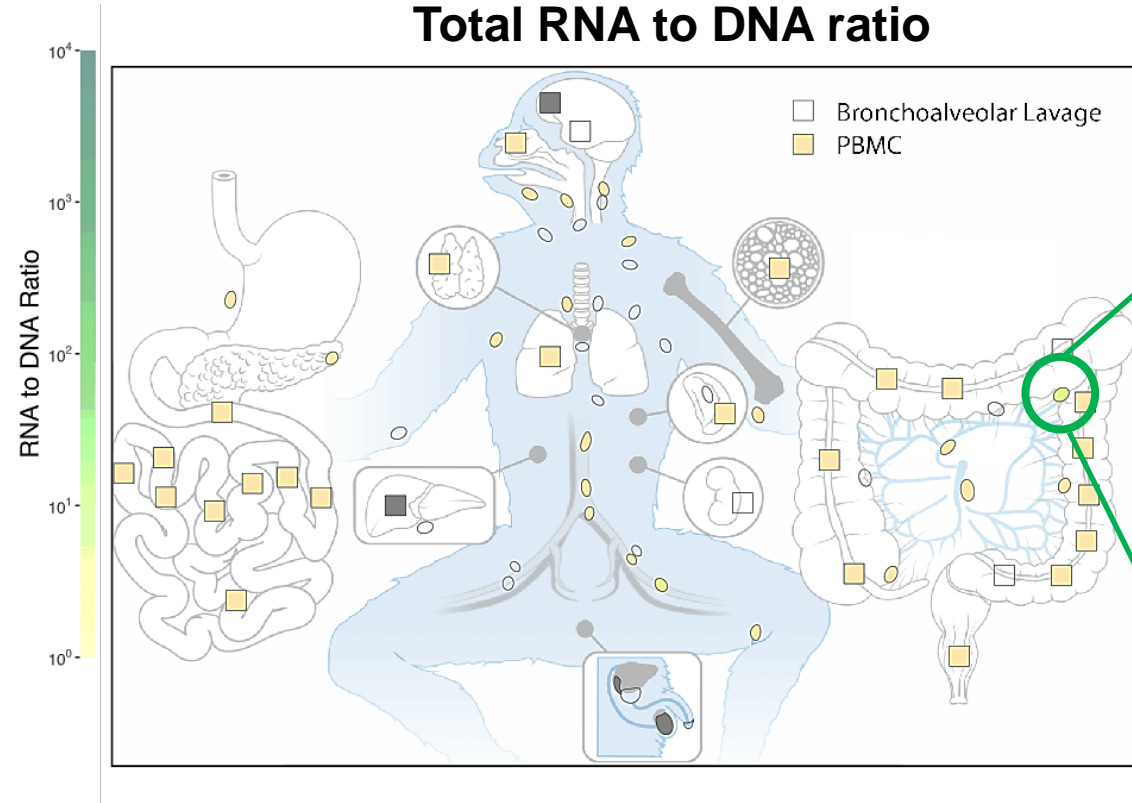 Total RNA to DNA ratio
Bronchoalveolar Lavage
PBMC
RNA to DNA Ratio
10⁴
10³
10²
10¹
10⁰